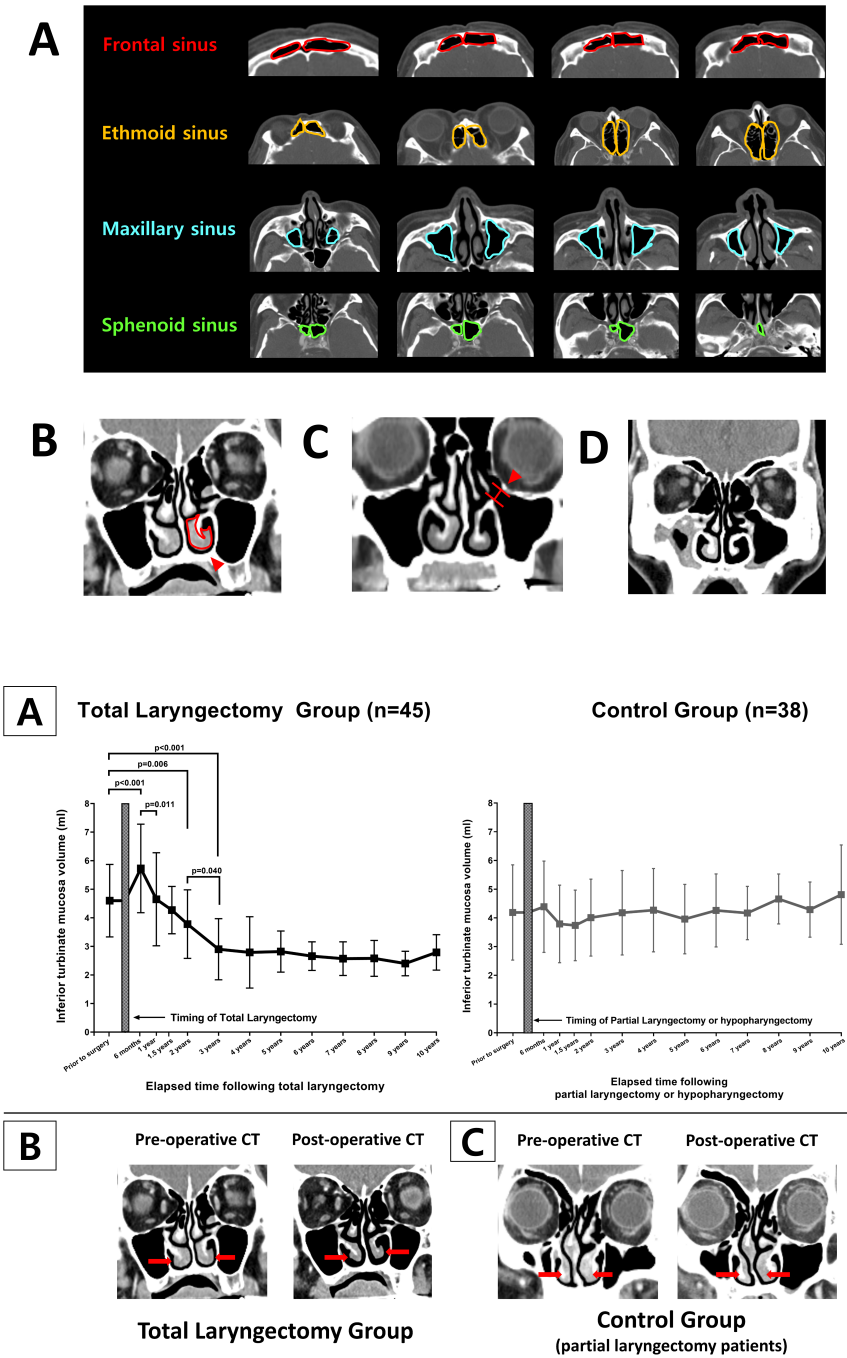 A
Frontal sinus
Ethmoid sinus
Maxillary sinus
Sphenoid sinus
B
C
D
A
Total Laryngectomy Group (n=45)
Control Group (n=38)
p<0.001
p=0.006
p<0.001
p=0.011
p=0.040
Inferior turbinate mucosa volume (ml)
8
7
6
5
4
3
2
1
0
Timing of Total Laryngectomy
Prior to surgery
6 months
1 year
1.5 years
2 years
3 years
4 years
5 years
6 years
7 years
8 years
9 years
10 years
Elapsed time following total laryngectomy
Inferior turbinate mucosa volume (ml)
8
7
6
5
4
3
2
1
0
Timing of Partial Laryngectomy or hypopharyngectomy
Prior to surgery
6 months
1 year
1.5 years
2 years
3 years
4 years
5 years
6 years
7 years
8 years
9 years
10 years
Elapsed time following
partial laryngectomy or hypopharyngectomy
B
Pre-operative CT
Post-operative CT
Total Laryngectomy Group
C
Pre-operative CT
Post-operative CT
Control Group
(partial laryngectomy patients)